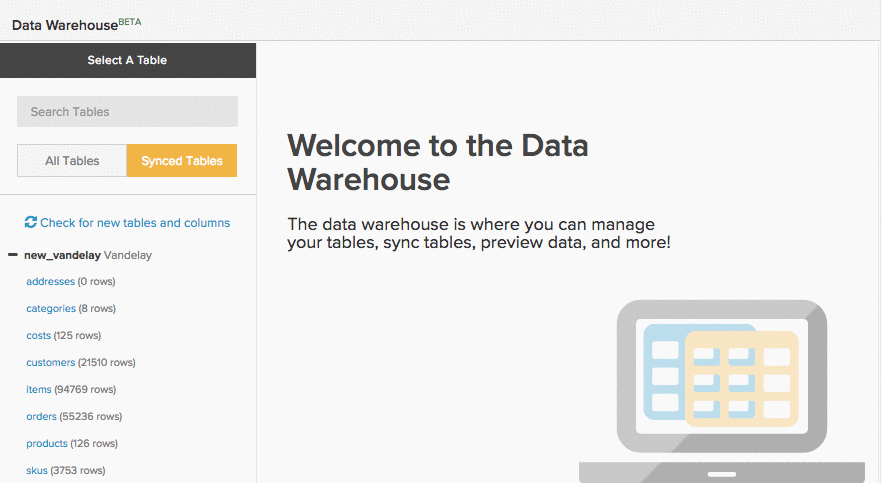 Data WarehouseBETA
Select A Table
Search Tables
All Tables
Synced Tables
Check for new tables and columns
new_vandelay Vandelay
addresses (0 rows)
categories (8 rows)
costs (125 rows)
customers (21510 rows)
items (94769 rows)
orders (55236 rows)
products (126 rows)
skus (3753 rows)
Welcome to the Data
Warehouse
The data warehouse is where you can manage
your tables, sync tables, preview data, and more!